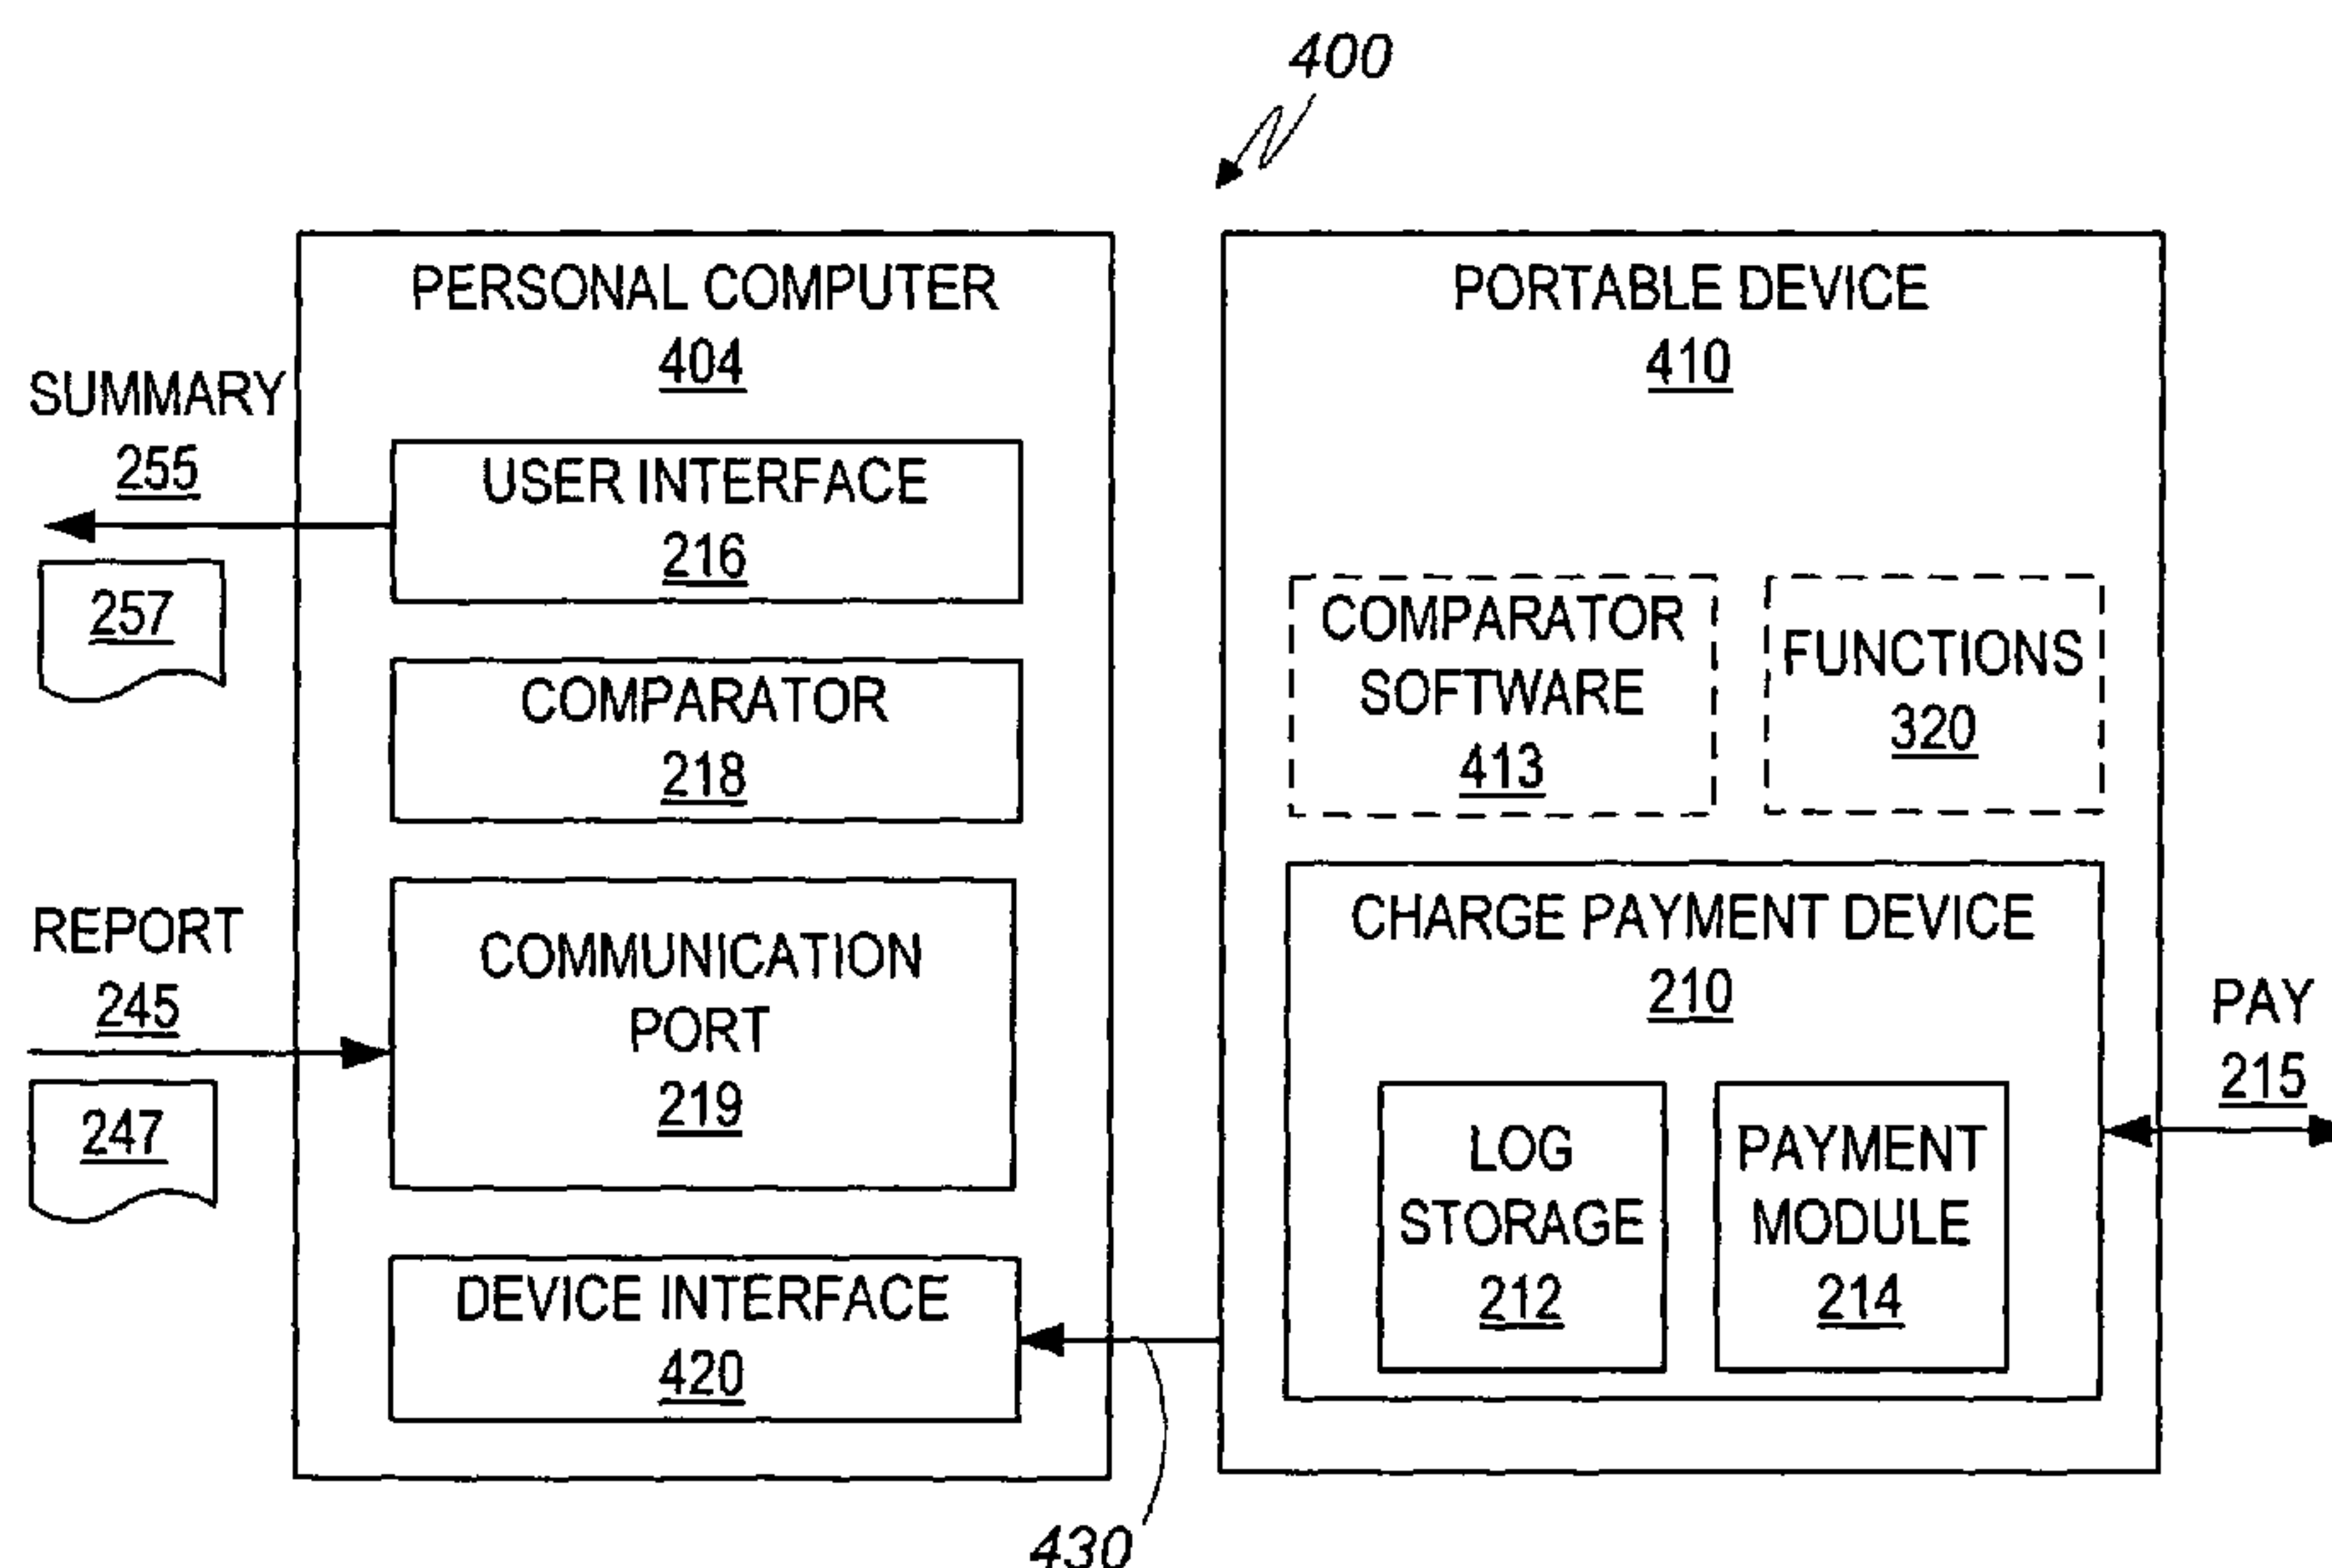 400
PERSONAL COMPUTER
404
SUMMARY
255
257
USER INTERFACE
216
COMPARATOR
218
REPORT
245
247
COMMUNICATION
PORT
219
DEVICE INTERFACE
420
430
PORTABLE DEVICE
410
COMPARATOR
SOFTWARE
413
FUNCTIONS
320
CHARGE PAYMENT DEVICE
210
LOG
STORAGE
212
PAYMENT
MODULE
214
PAY
215